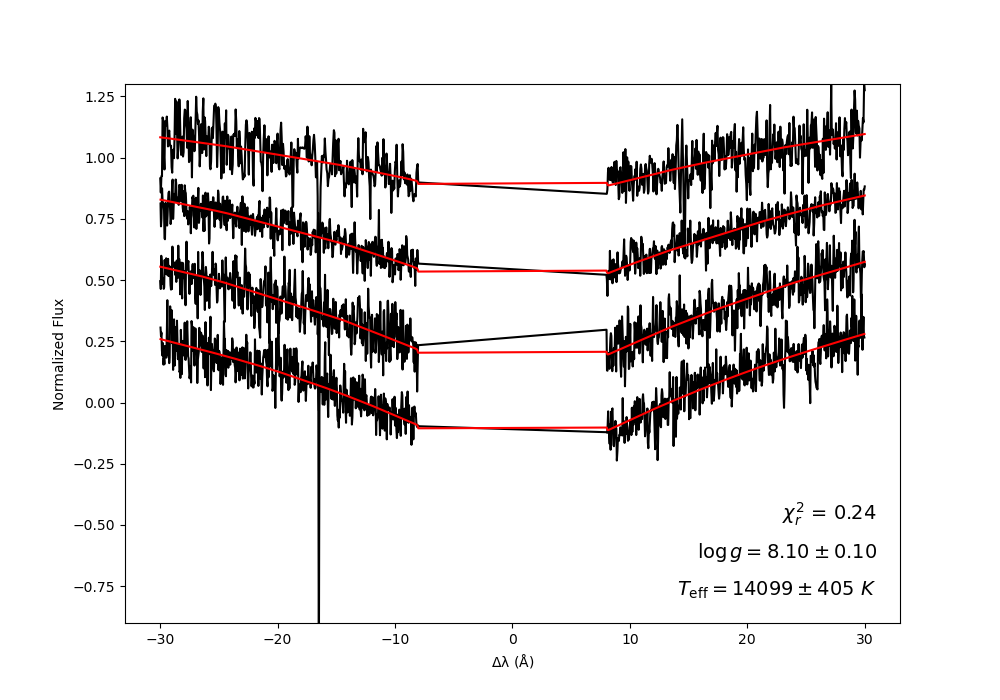 1.25
1.00
0.75
0.50
0.25
0.00
−0.25
−0.50
−0.75
Normalized Flux
χ²ᵣ = 0.24
log g = 8.10 ± 0.10
T_eff = 14099 ± 405 K
−30 −20 −10 0 10 20 30
Δλ (Å)